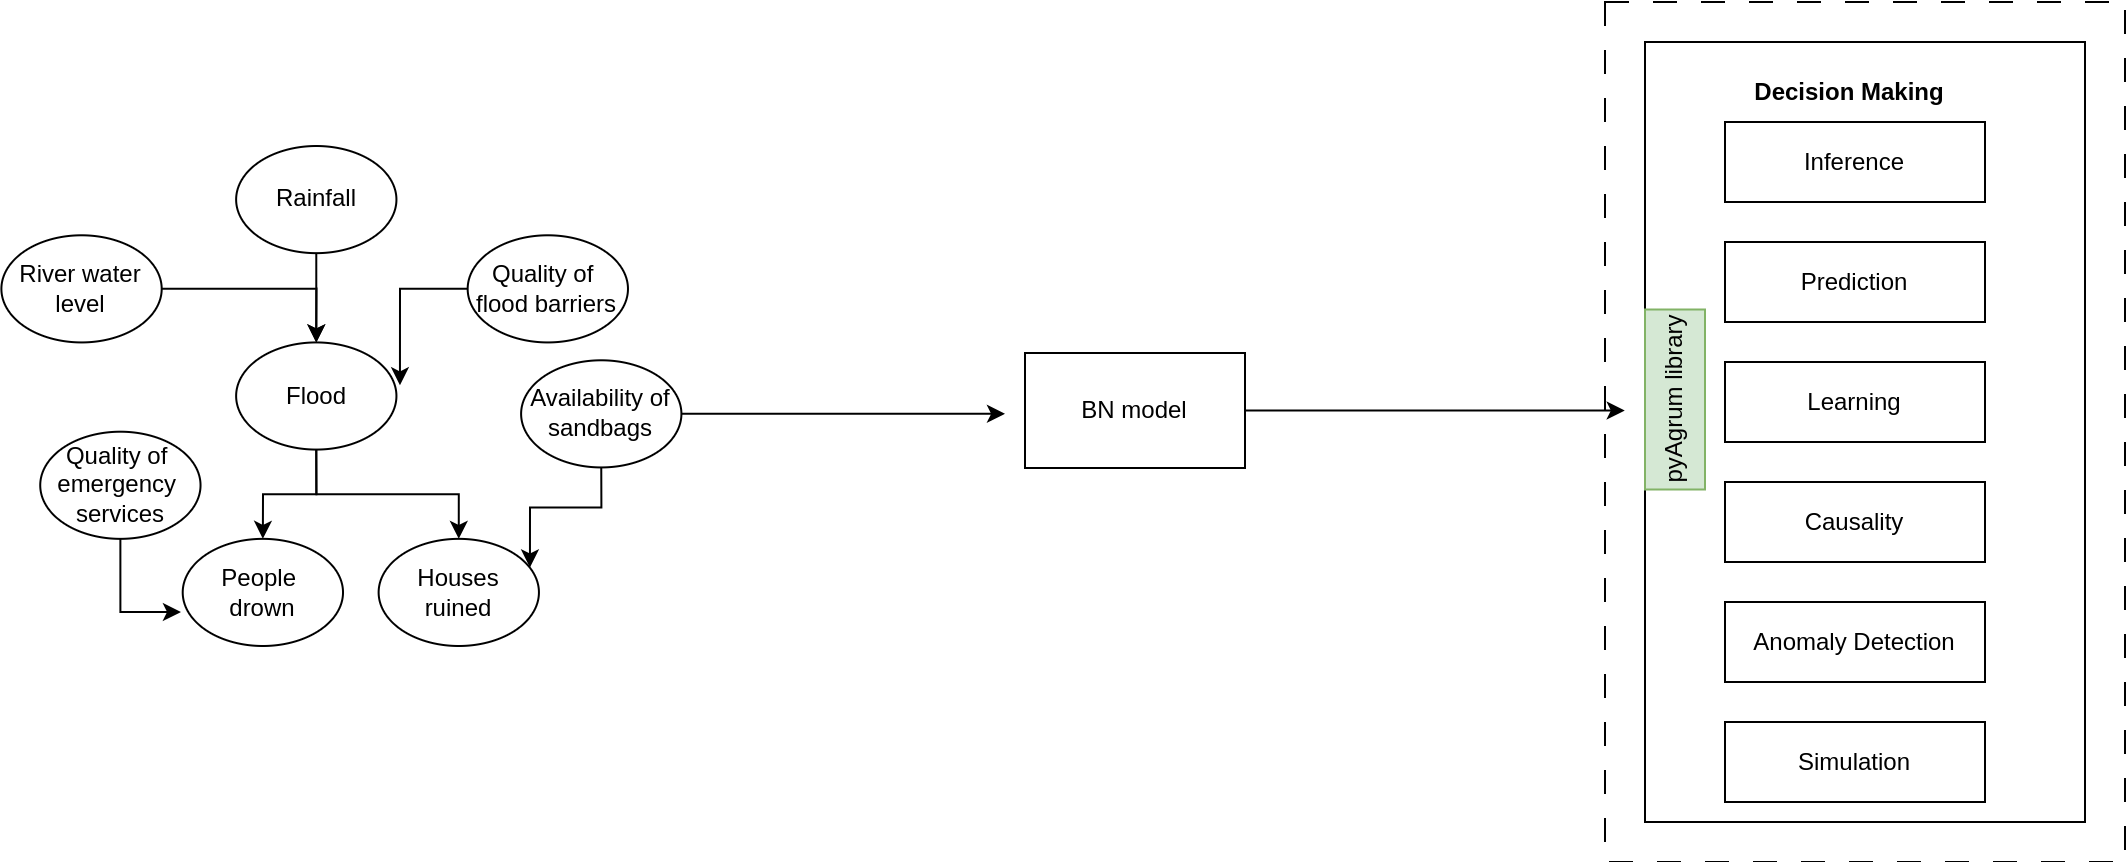 Rainfall
River water
level
Quality of
flood barriers
Flood
Availability of
sandbags
Quality of
emergency
services
People
drown
Houses
ruined
BN model
Decision Making
Inference
Prediction
pyAgrum library
Learning
Causality
Anomaly Detection
Simulation